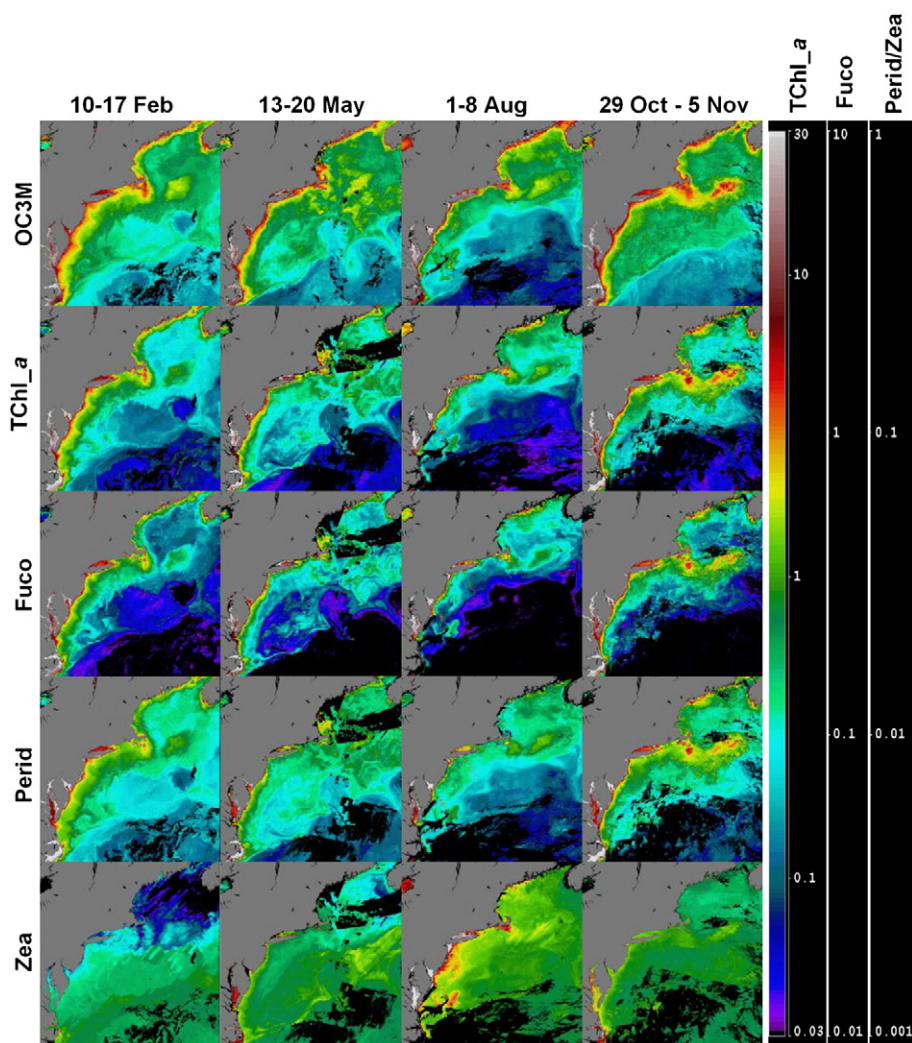 TChl_a
Fuco
Perid/Zea
10-17 Feb
13-20 May
1-8 Aug
29 Oct - 5 Nov
OC3M
TChl_a
Fuco
Perid
Zea
30 10 1
10
1 0.1
1
0.1 0.01
0.1
0.03 0.01 0.001